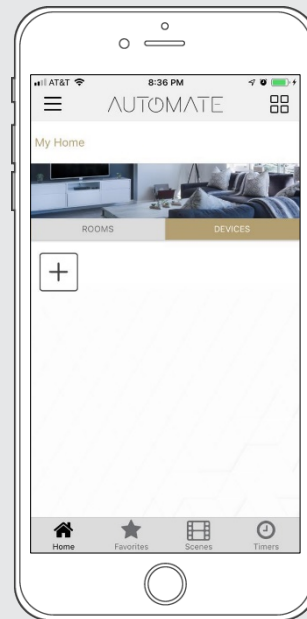 AT&T 8:36 PM
AUTOMATE
My Home
ROOMS DEVICES
Home Favorites Scenes Timers